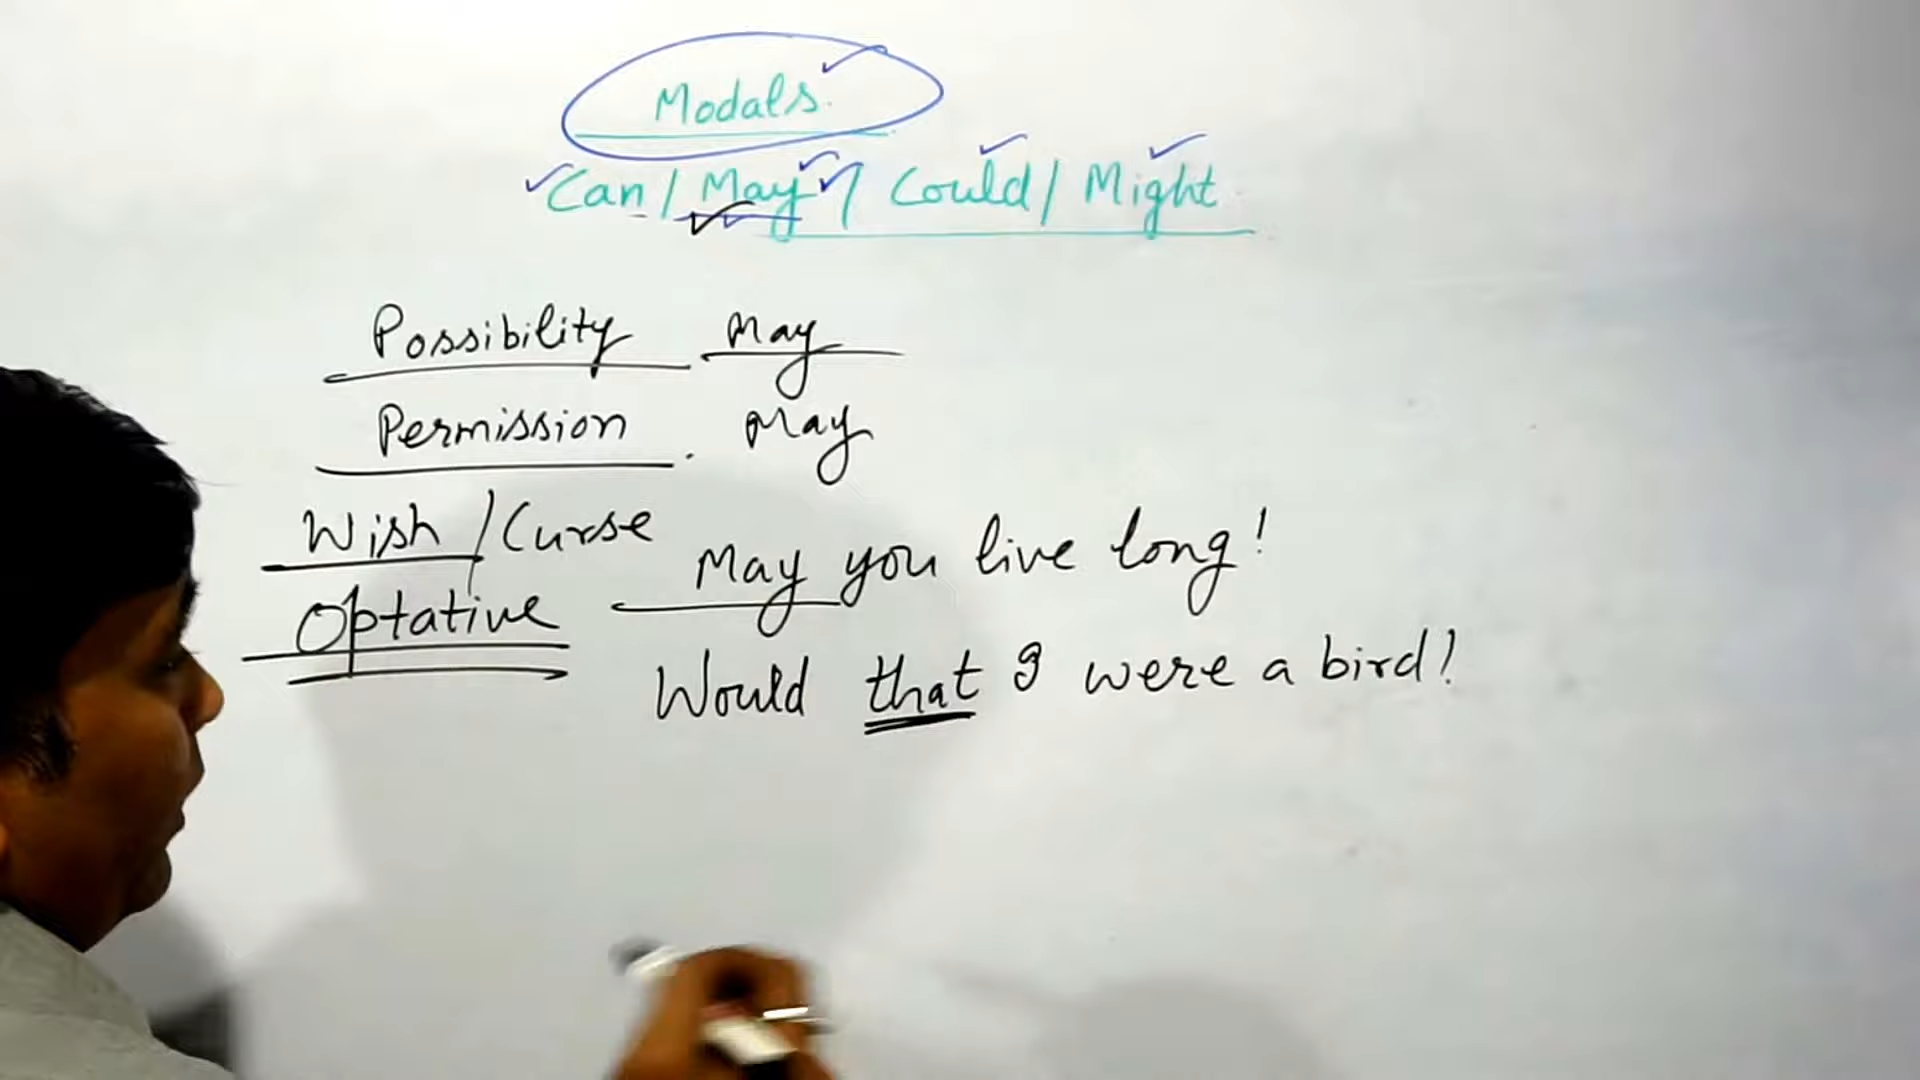 Modals
Can / May / Could / Might
Possibility May
Permission. May
Wish / Curse
May you live long!
Optative
Would that I were a bird!